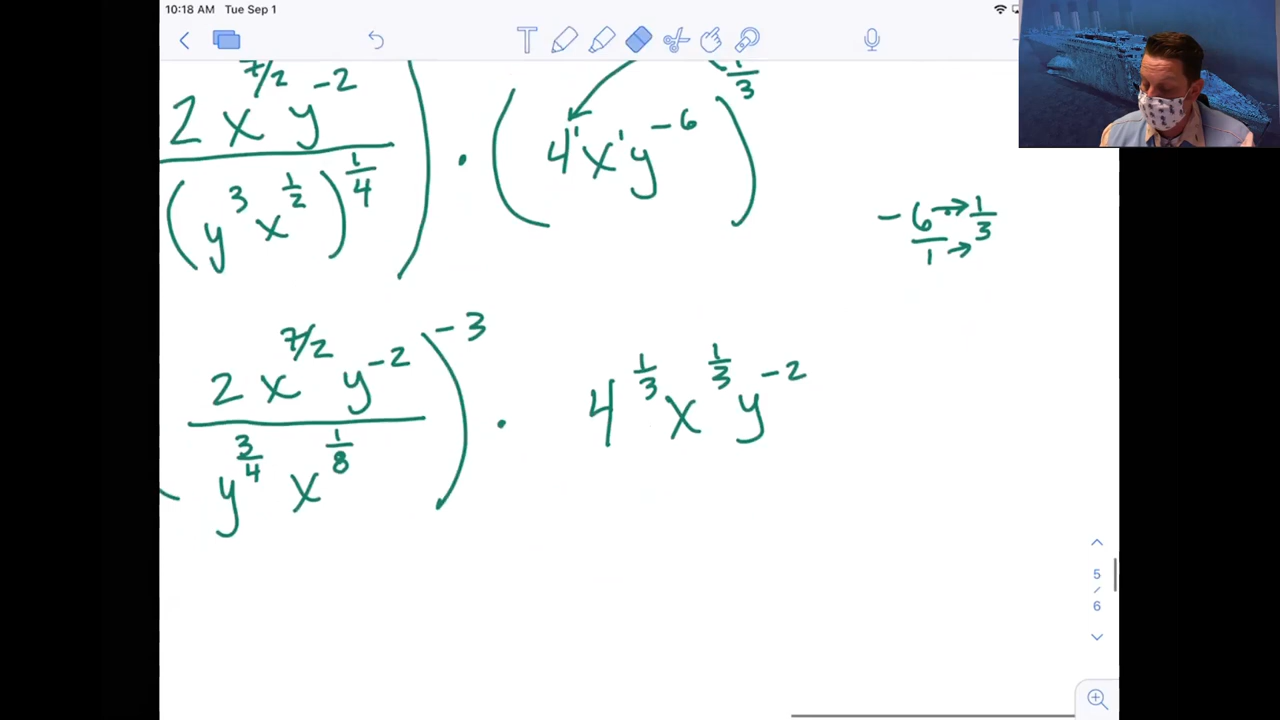 10:18 AM Tue Sep 1
T
2x^{7/2} y^{-2} / (y^3 x^{1/2})^{1/4} ) · (4^1 x^1 y^{-6})^{1/3}
-6/1 → 1/3
→
( 2x^{7/2} y^{-2} / y^{3/4} x^{1/8} )^{-3} · 4^{1/3} x^{1/3} y^{-2}
5
/
6